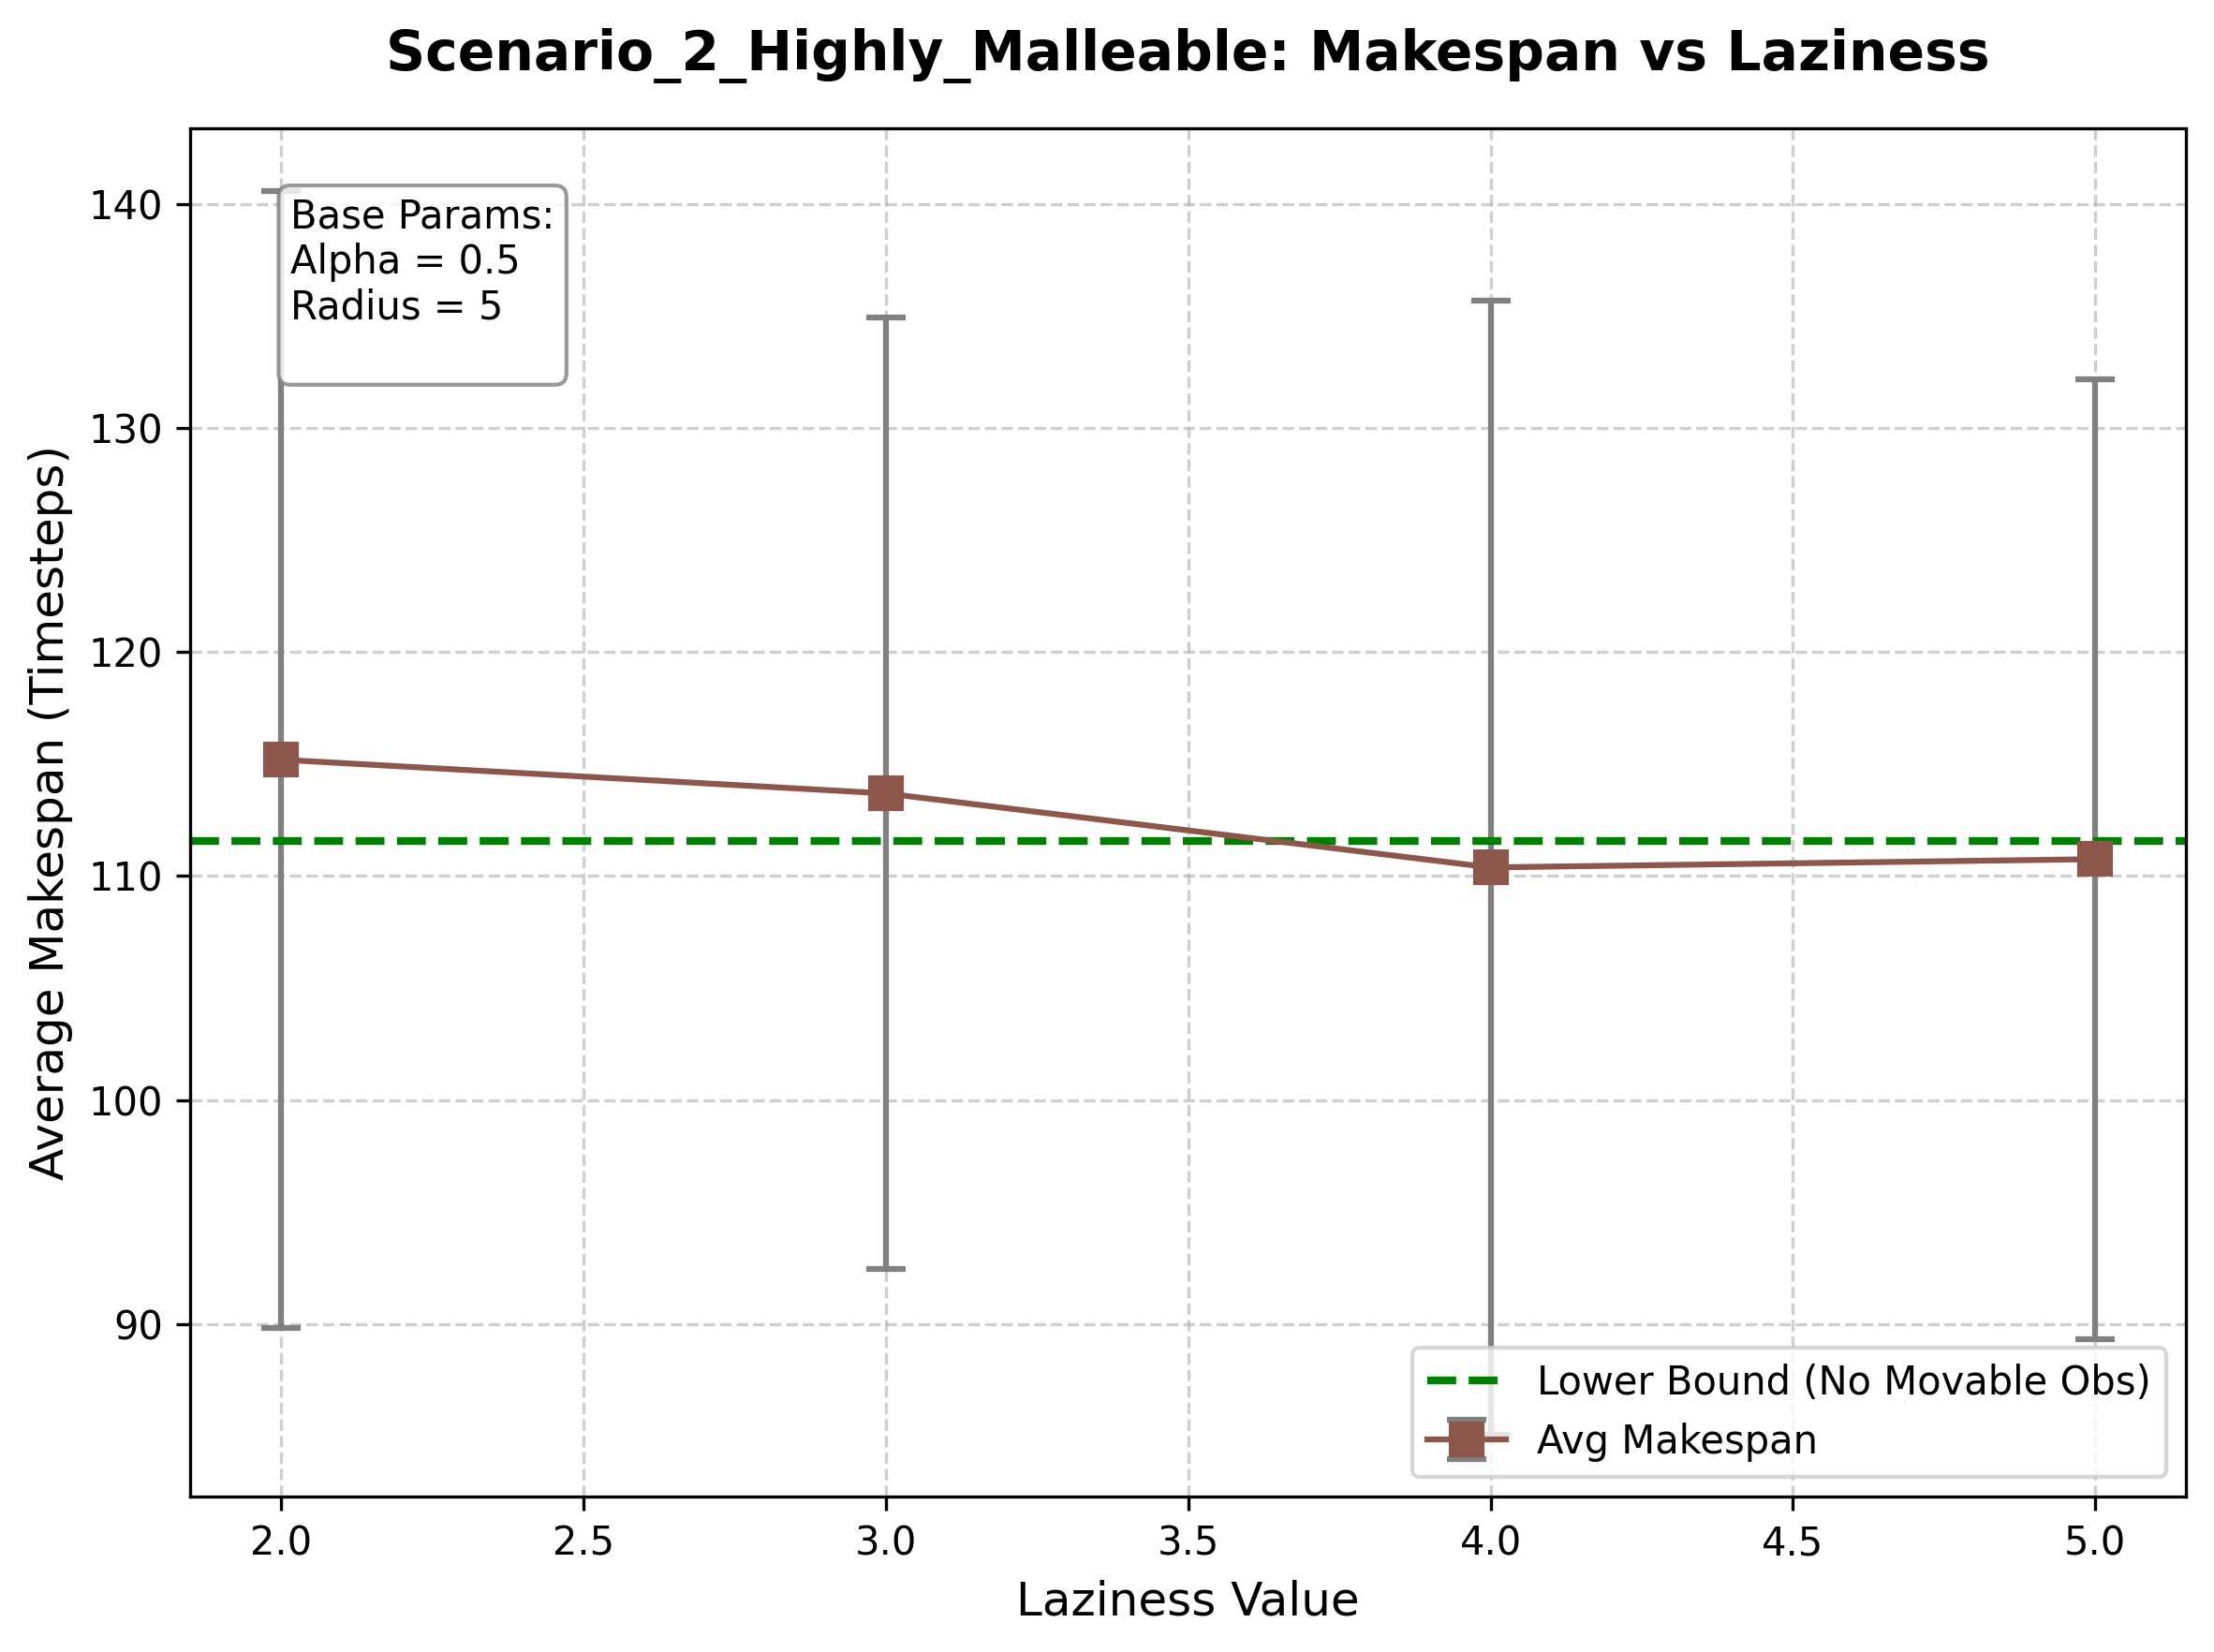 Scenario_2_Highly_Malleable: Makespan vs Laziness
Average Makespan (Timesteps)
140
130
120
110
100
90
Base Params:
Alpha = 0.5
Radius = 5
Lower Bound (No Movable Obs)
Avg Makespan
2.0 2.5 3.0 3.5 4.0 4.5 5.0
Laziness Value